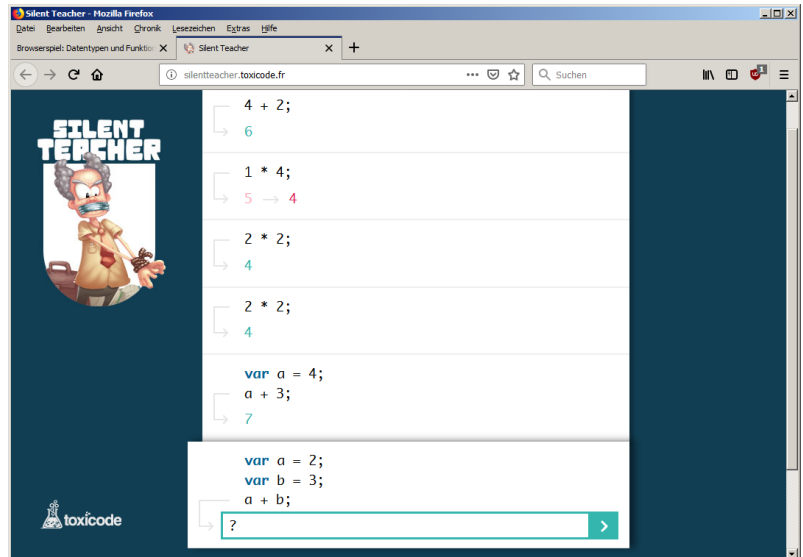 Silent Teacher - Mozilla Firefox
Datei Bearbeiten Ansicht Chronik Lesezeichen Extras Hilfe
Browserspiel: Datentypen und Funktio
Silent Teacher
silentteacher.toxicode.fr
Suchen
1
SILENT
TEACHER
4 + 2;
6
1 * 4;
5 → 4
2 * 2;
4
2 * 2;
4
var a = 4;
a + 3;
7
var a = 2;
var b = 3;
a + b;
?
toxicode